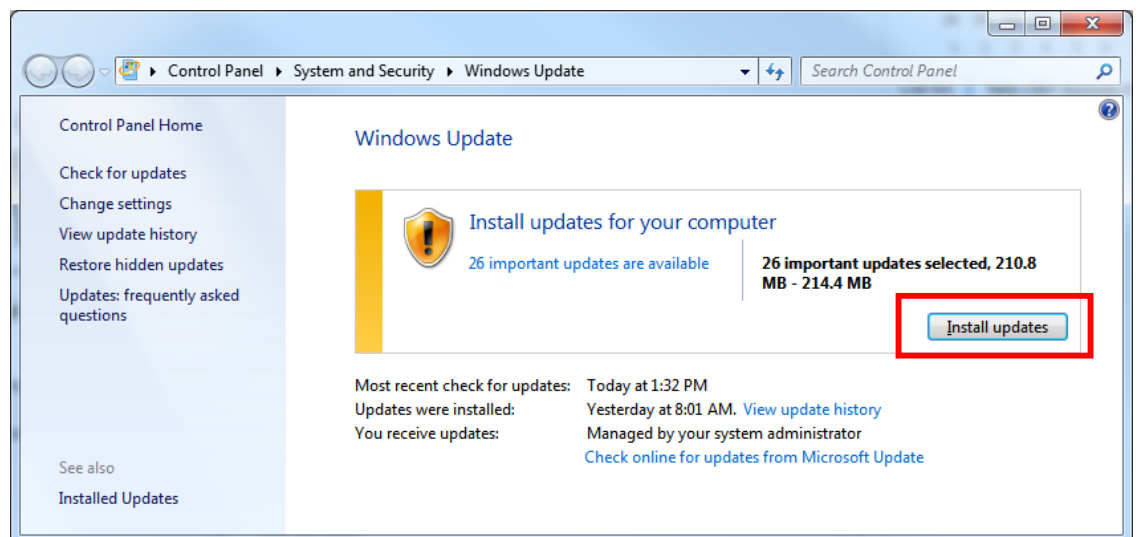 Control Panel ▸ System and Security ▸ Windows Update
Search Control Panel
Control Panel Home
Check for updates
Change settings
View update history
Restore hidden updates
Updates: frequently asked
questions
See also
Installed Updates
Windows Update
Install updates for your computer
26 important updates are available
26 important updates selected, 210.8
MB - 214.4 MB
Install updates
Most recent check for updates: Today at 1:32 PM
Updates were installed: Yesterday at 8:01 AM. View update history
You receive updates: Managed by your system administrator
Check online for updates from Microsoft Update